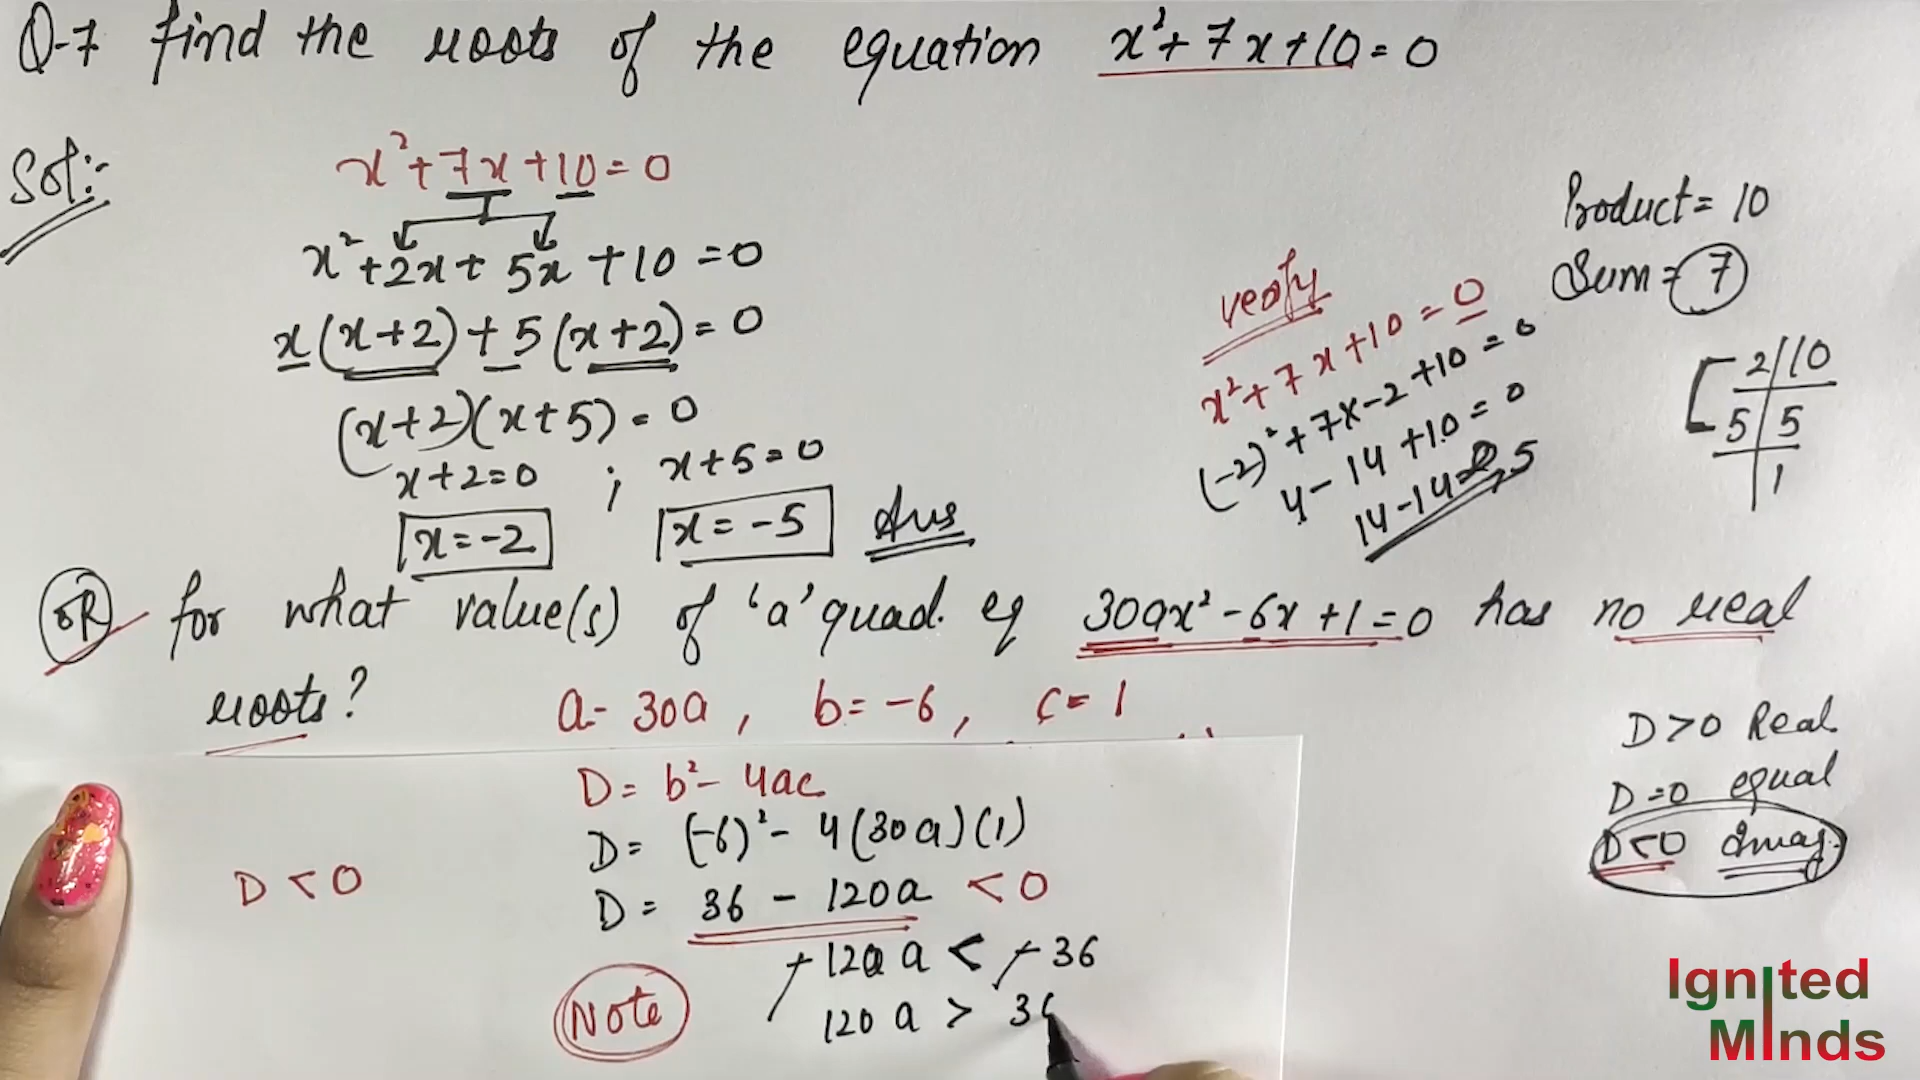 Q-7 find the roots of the equation x²+7x+10=0
Sol:-
x²+7x+10=0
x²+2x+5x+10=0
x(x+2)+5(x+2)=0
(x+2)(x+5)=0
x+2=0 ; x+5=0
x=-2 x=-5 Ans
Product=10
Sum=7
2|10
5|5
|1
verify
x²+7x+10=0
(-2)²+7x-2+10=0
4-14+10=0
OR for what value(s) of 'a' quad. eq 30ax²-6x+1=0 has no real
roots? a=30a, b=-6, c=1
D=b²-4ac
D=(-6)²-4(30a)(1)
D<0
D=36-120a<0
-120a<-36
Note 120a>36
D>0 Real
D=0 equal
D<0 Imag.
Ignited
Minds